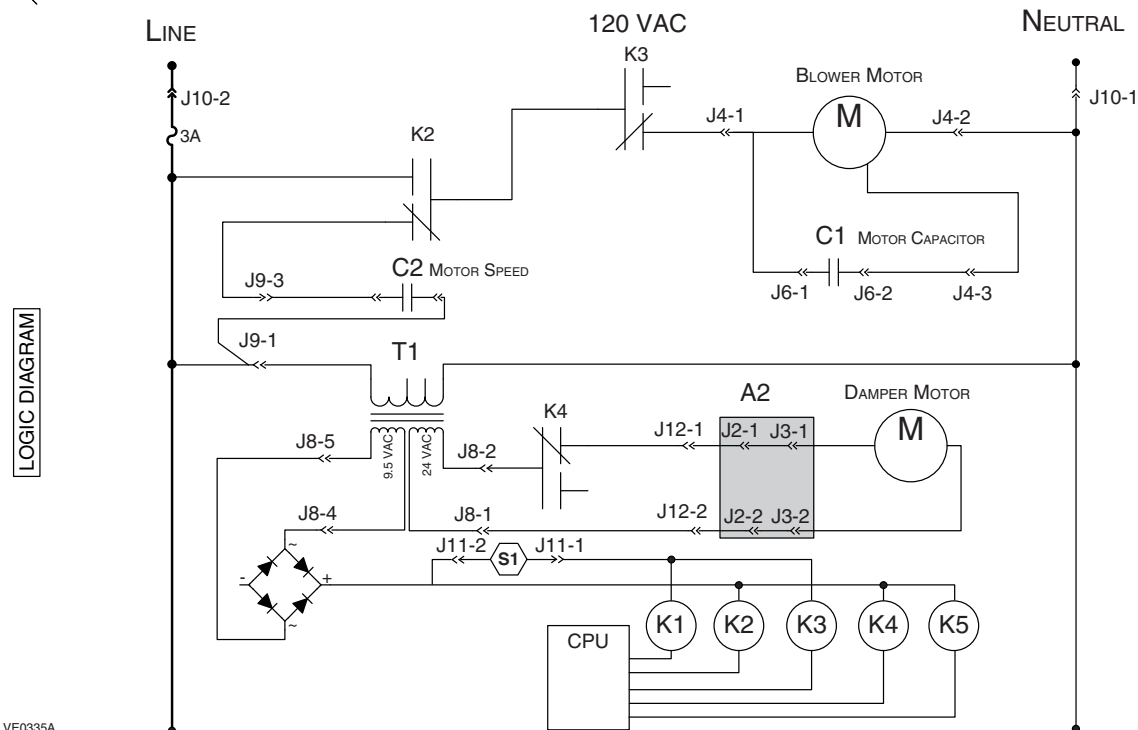 LINE
120 VAC
NEUTRAL
K3
BLOWER MOTOR
J10-2
J10-1
3A
K2
J4-1
M
J4-2
C1 MOTOR CAPACITOR
C2 MOTOR SPEED
J9-3
J6-1
J6-2
J4-3
J9-1
T1
LOGIC DIAGRAM
A2
DAMPER MOTOR
K4
J8-5
9.5 VAC
24 VAC
J8-2
J12-1
J2-1
J3-1
M
J8-4
J8-1
J12-2
J2-2
J3-2
~
J11-2
S1
J11-1
-
+
~
K1
K2
K3
K4
K5
CPU
VF0335A